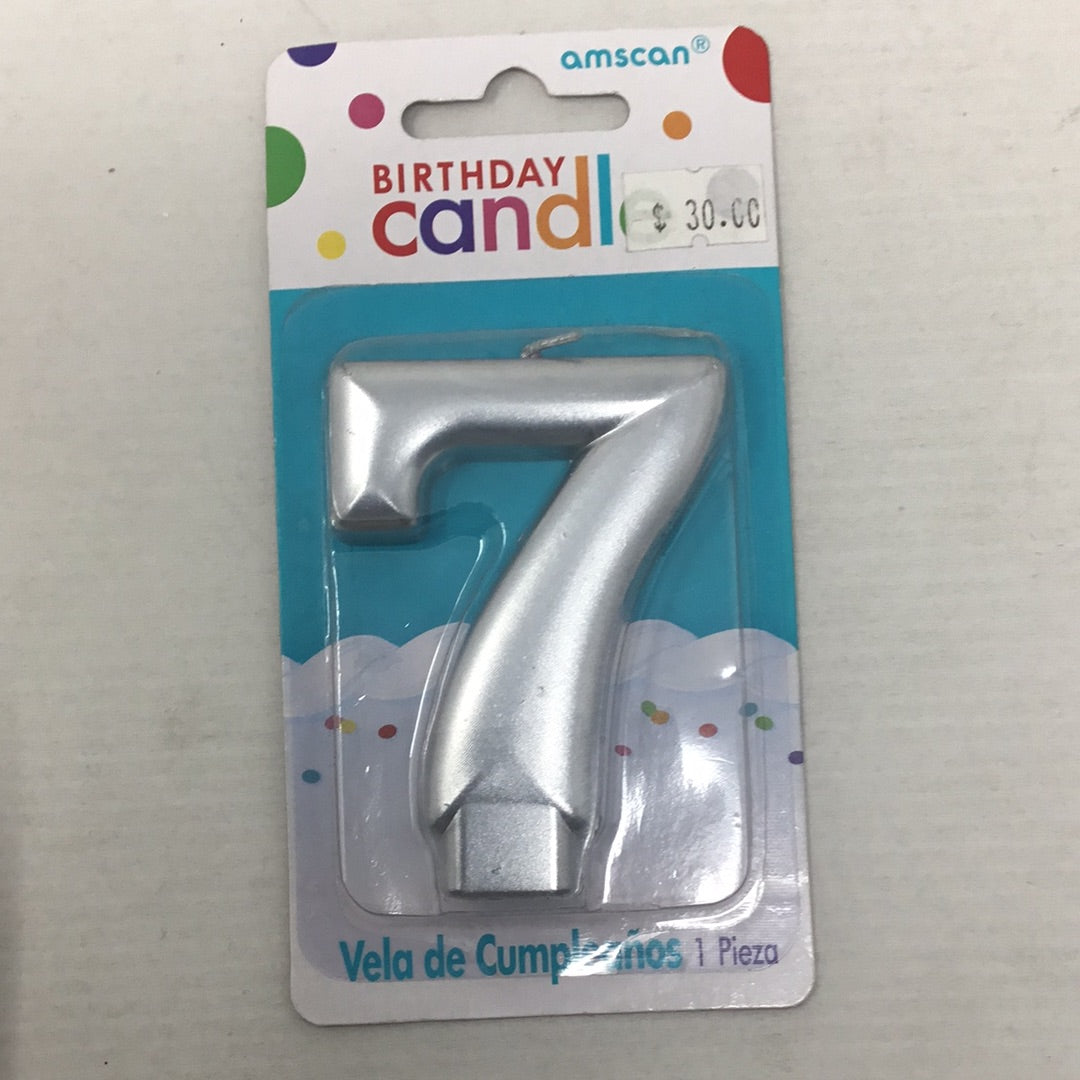 amscan®
BIRTHDAY
candl
$ 30.00
7
Vela de Cumpleaños 1 Pieza